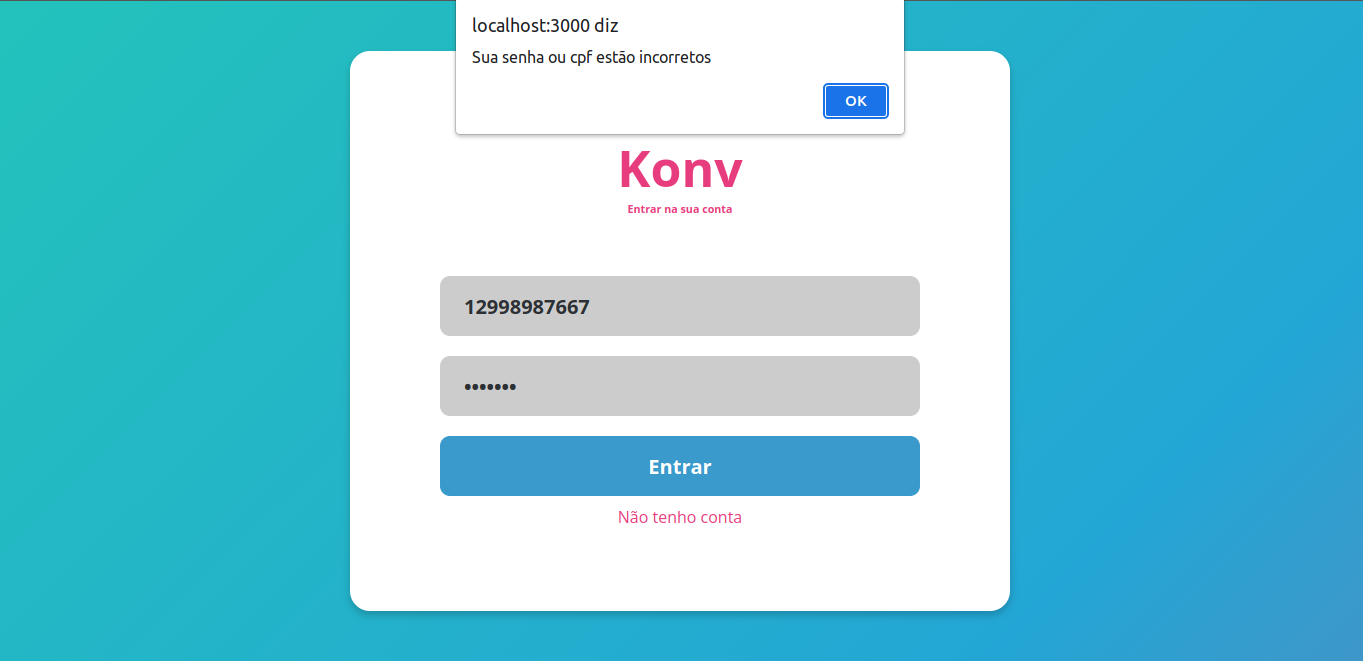 localhost:3000 diz
Sua senha ou cpf estão incorretos
OK
Konv
Entrar na sua conta
12998987667
•••••••
Entrar
Não tenho conta